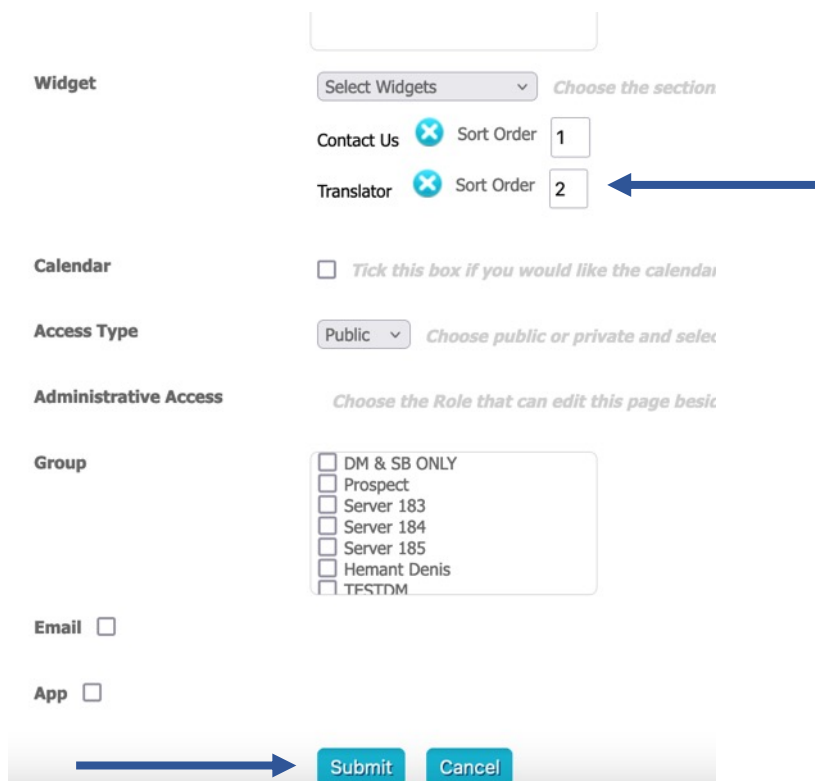 Widget Select Widgets Choose the section
Contact Us Sort Order 1
Translator Sort Order 2
Calendar Tick this box if you would like the calendar
Access Type Public Choose public or private and selec
Administrative Access Choose the Role that can edit this page besid
Group DM & SB ONLY
Prospect
Server 183
Server 184
Server 185
Hemant Denis
TESTDM
Email
App
Submit Cancel